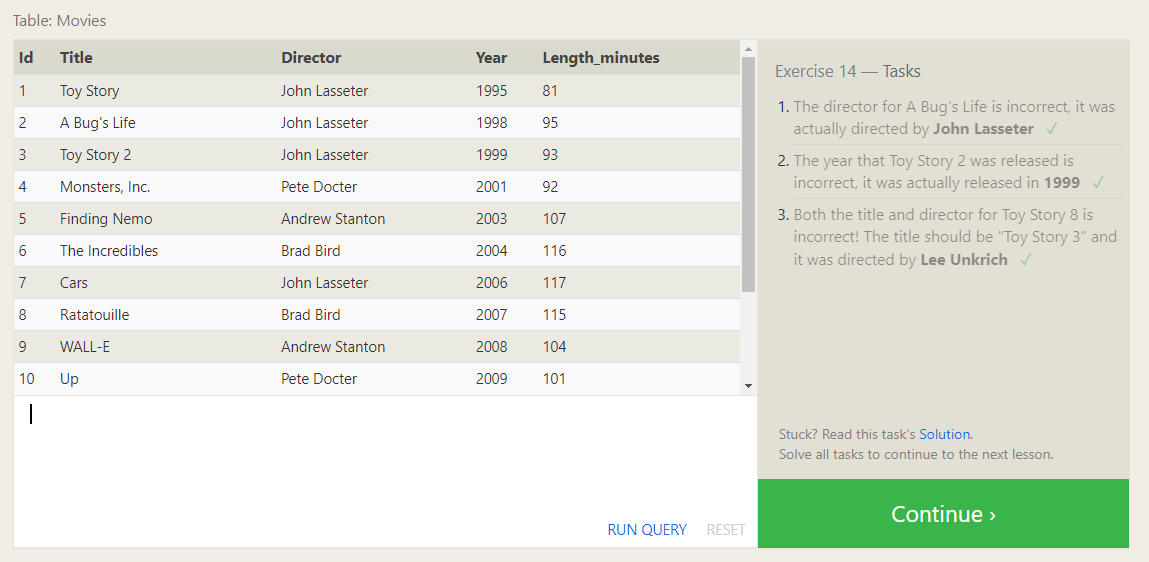 Table: Movies
Id Title Director Year Length_minutes
1 Toy Story John Lasseter 1995 81
2 A Bug's Life John Lasseter 1998 95
3 Toy Story 2 John Lasseter 1999 93
4 Monsters, Inc. Pete Docter 2001 92
5 Finding Nemo Andrew Stanton 2003 107
6 The Incredibles Brad Bird 2004 116
7 Cars John Lasseter 2006 117
8 Ratatouille Brad Bird 2007 115
9 WALL-E Andrew Stanton 2008 104
10 Up Pete Docter 2009 101
RUN QUERY RESET
Exercise 14 — Tasks
1. The director for A Bug's Life is incorrect, it was
actually directed by John Lasseter ✓
2. The year that Toy Story 2 was released is
incorrect, it was actually released in 1999 ✓
3. Both the title and director for Toy Story 8 is
incorrect! The title should be "Toy Story 3" and
it was directed by Lee Unkrich ✓
Stuck? Read this task's Solution.
Solve all tasks to continue to the next lesson.
Continue ›